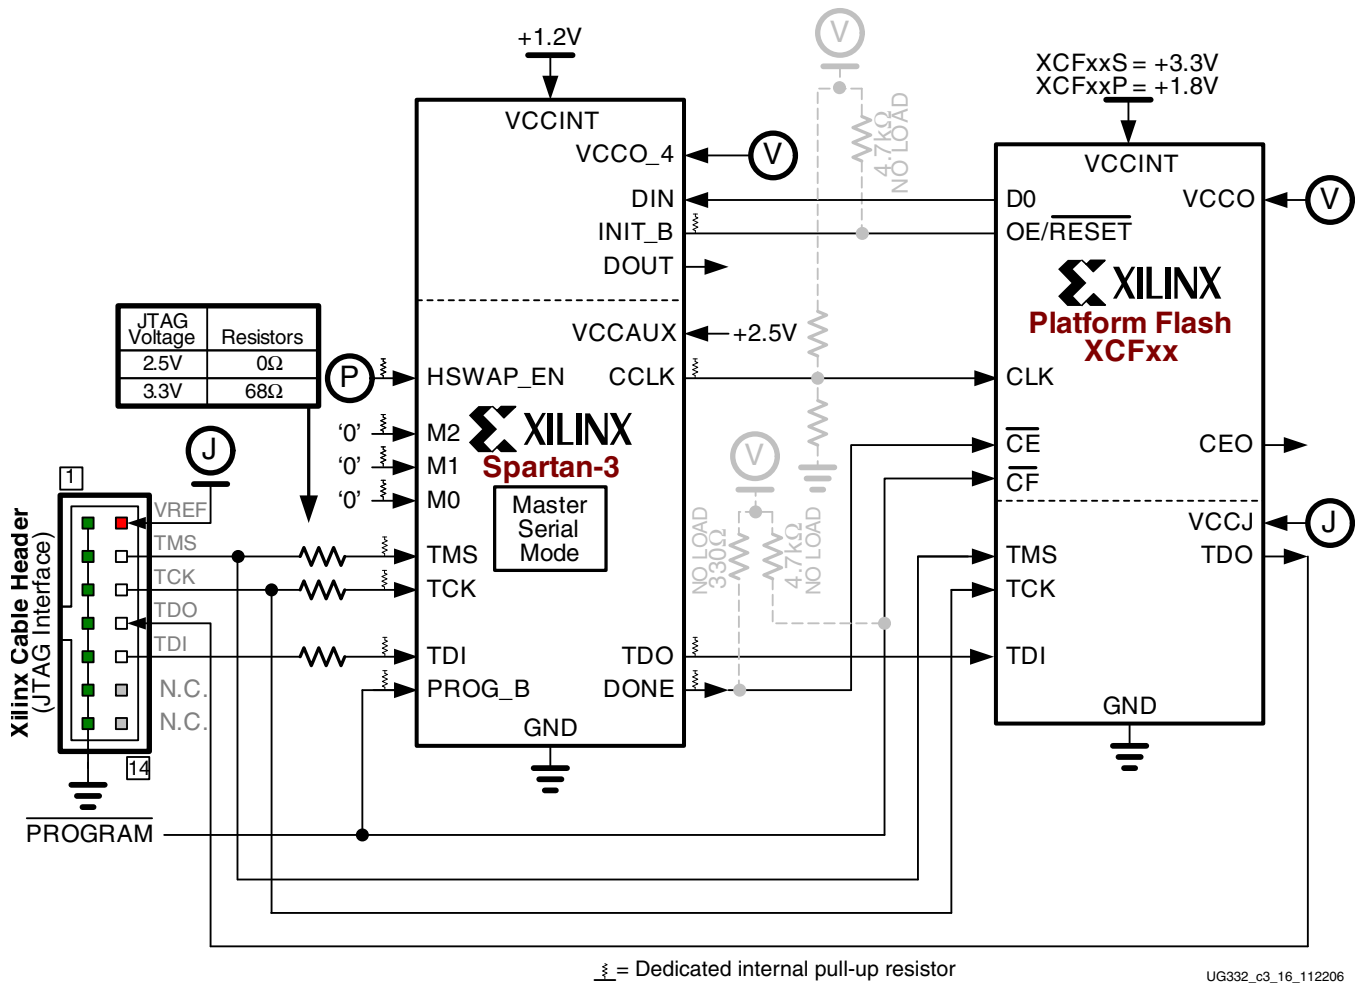 +1.2V
V
XCFxxS = +3.3V
XCFxxP = +1.8V
VCCINT
VCCO_4
V
4.7kΩ
NO LOAD
VCCINT
DIN
D0
VCCO
V
INIT_B
OE/RESET
DOUT
XILINX
Platform Flash
XCFxx
JTAG Voltage
Resistors
2.5V
0Ω
3.3V
68Ω
VCCAUX
+2.5V
P
HSWAP_EN
CCLK
CLK
'0'
M2
XILINX
Spartan-3
'0'
M1
'0'
M0
Master
Serial
Mode
J
V
CE
CEO
CF
1
Xilinx Cable Header
(JTAG Interface)
VREF
TMS
TCK
TDO
TDI
N.C.
N.C.
14
NO LOAD
330Ω
4.7kΩ
NO LOAD
VCCJ
J
TMS
TMS
TDO
TCK
TCK
TDI
TDO
TDI
PROG_B
DONE
GND
GND
PROGRAM
= Dedicated internal pull-up resistor
UG332_c3_16_112206